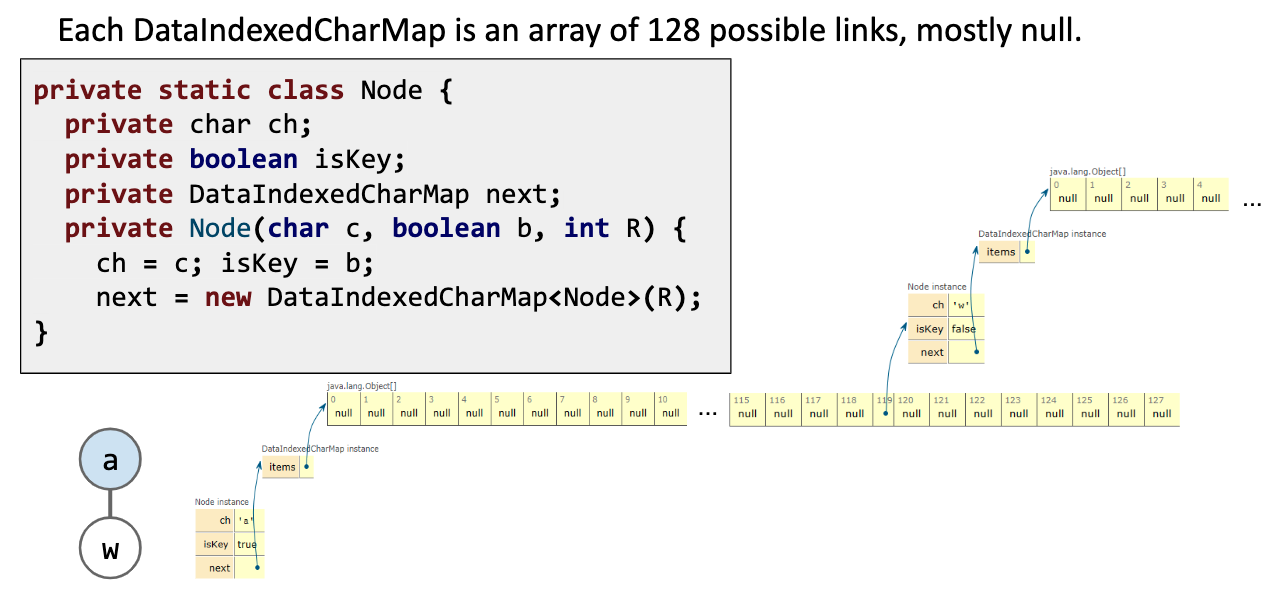 Each DataIndexedCharMap is an array of 128 possible links, mostly null.
private static class Node {
private char ch;
private boolean isKey;
private DataIndexedCharMap next;
private Node(char c, boolean b, int R) {
ch = c; isKey = b;
next = new DataIndexedCharMap<Node>(R);
}
java.lang.Object[]
0 1 2 3 4
null null null null null ...
DataIndexedCharMap instance
items
Node instance
ch 'w'
isKey false
next
java.lang.Object[]
0 1 2 3 4 5 6 7 8 9 10 ... 115 116 117 118 119 120 121 122 123 124 125 126 127
null null null null null null null null null null null null null null null null null null null null null null null
DataIndexedCharMap instance
items
Node instance
ch 'a'
isKey true
next
a
w